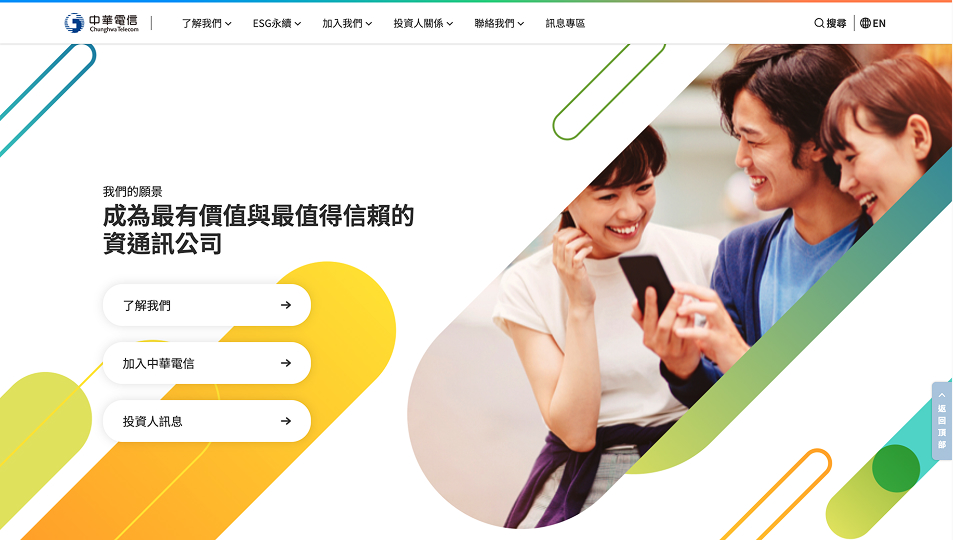 中華電信
Chunghwa Telecom
了解我們
ESG永續
加入我們
投資人關係
聯絡我們
訊息專區
搜尋
EN
我們的願景
成為最有價值與最值得信賴的
資通訊公司
了解我們
加入中華電信
投資人訊息
返回頂部